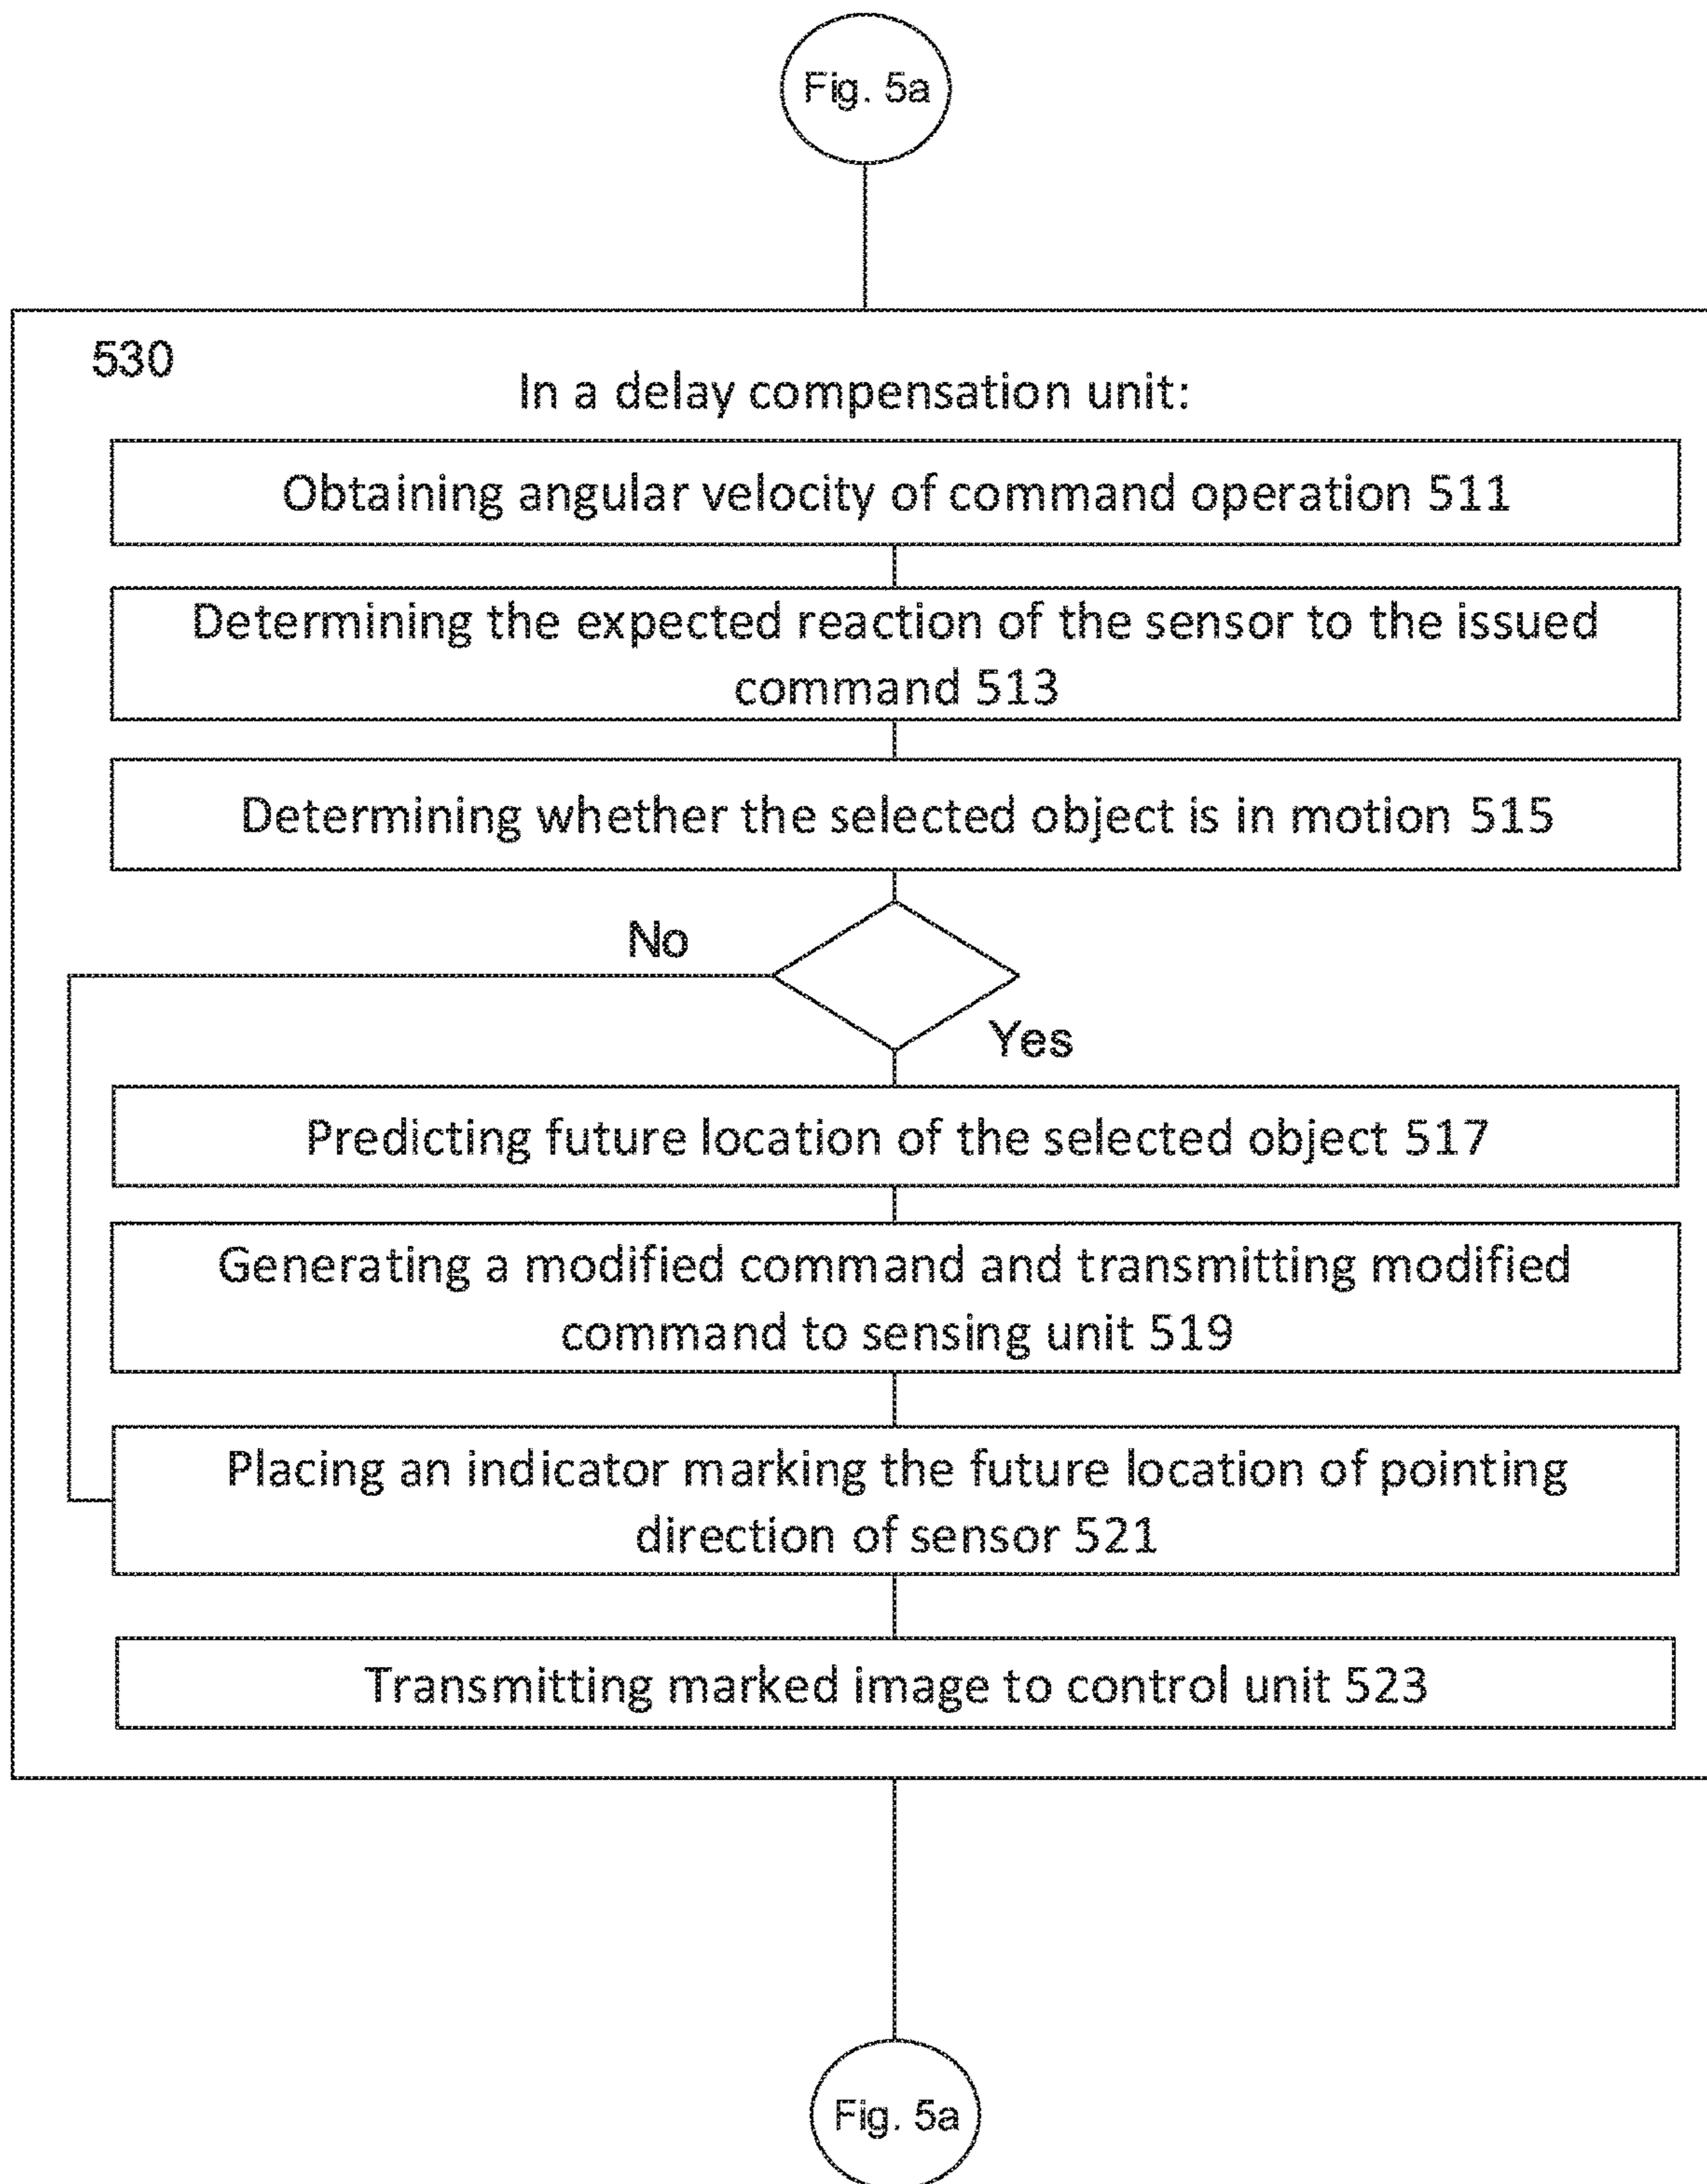 Fig. 5a
530
In a delay compensation unit:
Obtaining angular velocity of command operation 511
Determining the expected reaction of the sensor to the issued
command 513
Determining whether the selected object is in motion 515
No
Yes
Predicting future location of the selected object 517
Generating a modified command and transmitting modified
command to sensing unit 519
Placing an indicator marking the future location of pointing
direction of sensor 521
Transmitting marked image to control unit 523
Fig. 5a